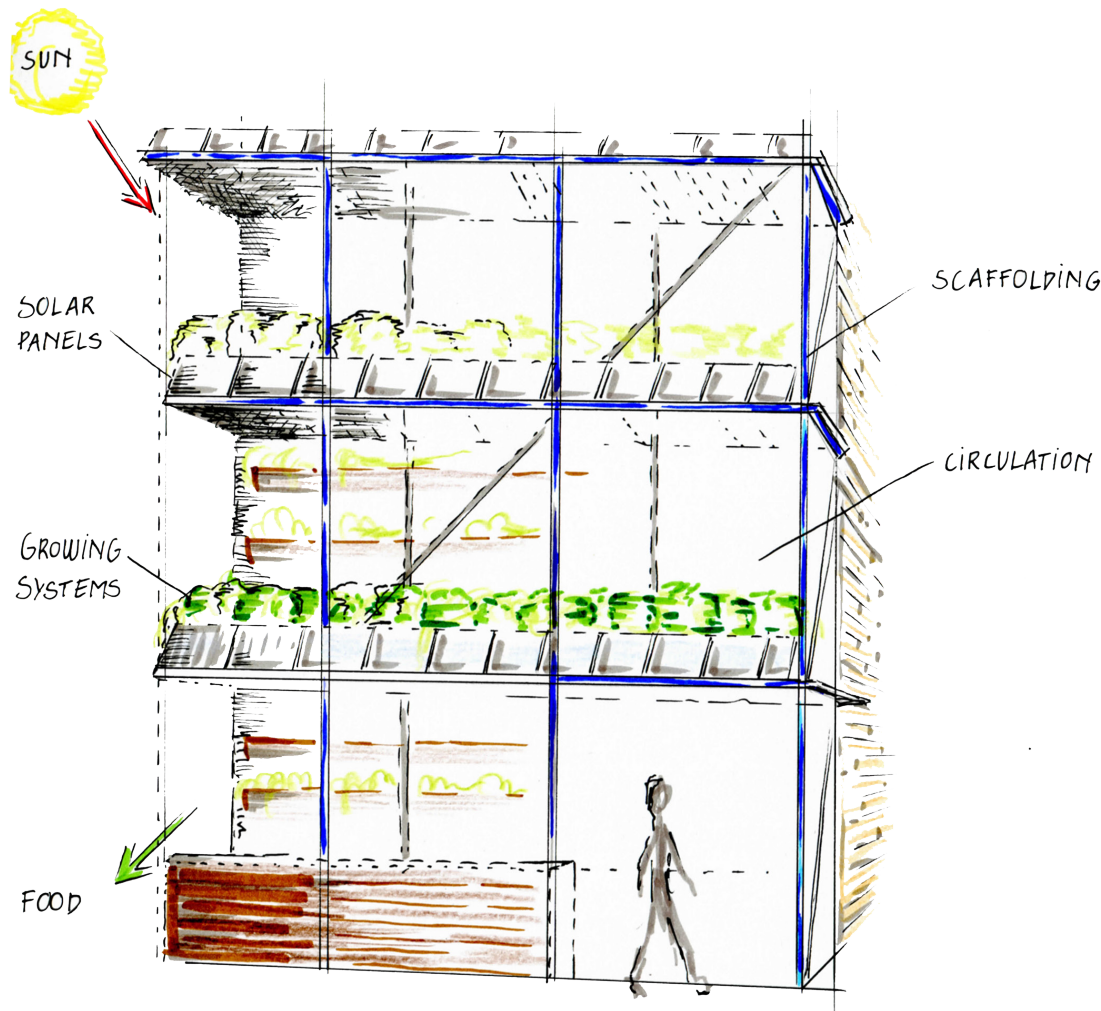 SUN
SOLAR
PANELS
SCAFFOLDING
CIRCULATION
GROWING
SYSTEMS
FOOD